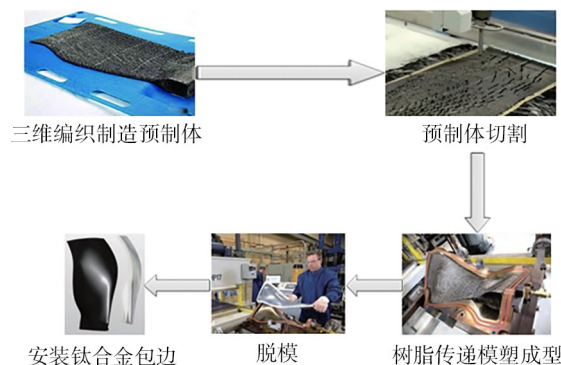 三维编织制造预制体
预制体切割
树脂传递模塑成型
脱模
安装钛合金包边